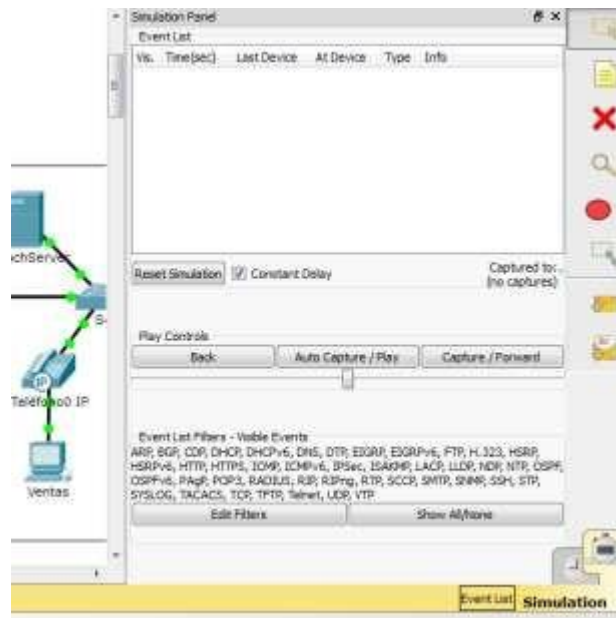 Simulation Panel
Event List
Vis. Time(sec) Last Device At Device Type Info
chServer
Reset Simulation Constant Delay
Captured to:
(no captures)
S-
Play Controls
Back Auto Capture / Play Capture / Forward
IP
Teléfono0 IP
Event List Filters - Visible Events
ARP, BGP, CDP, DHCP, DHCPv6, DNS, DTP, EIGRP, EIGRPv6, FTP, H.323, HSRP,
HSRPv6, HTTP, HTTPS, ICMP, ICMPv6, IPSec, ISAKMP, LACP, LLDP, NDP, NTP, OSPF,
OSPFv6, PAgP, POP3, RADIUS, RIP, RIPng, RTP, SCCP, SMTP, SNMP, SSH, STP,
SYSLOG, TACACS, TCP, TFTP, Telnet, UDP, VTP
Ventas
Edit Filters Show All/None
Event List Simulation